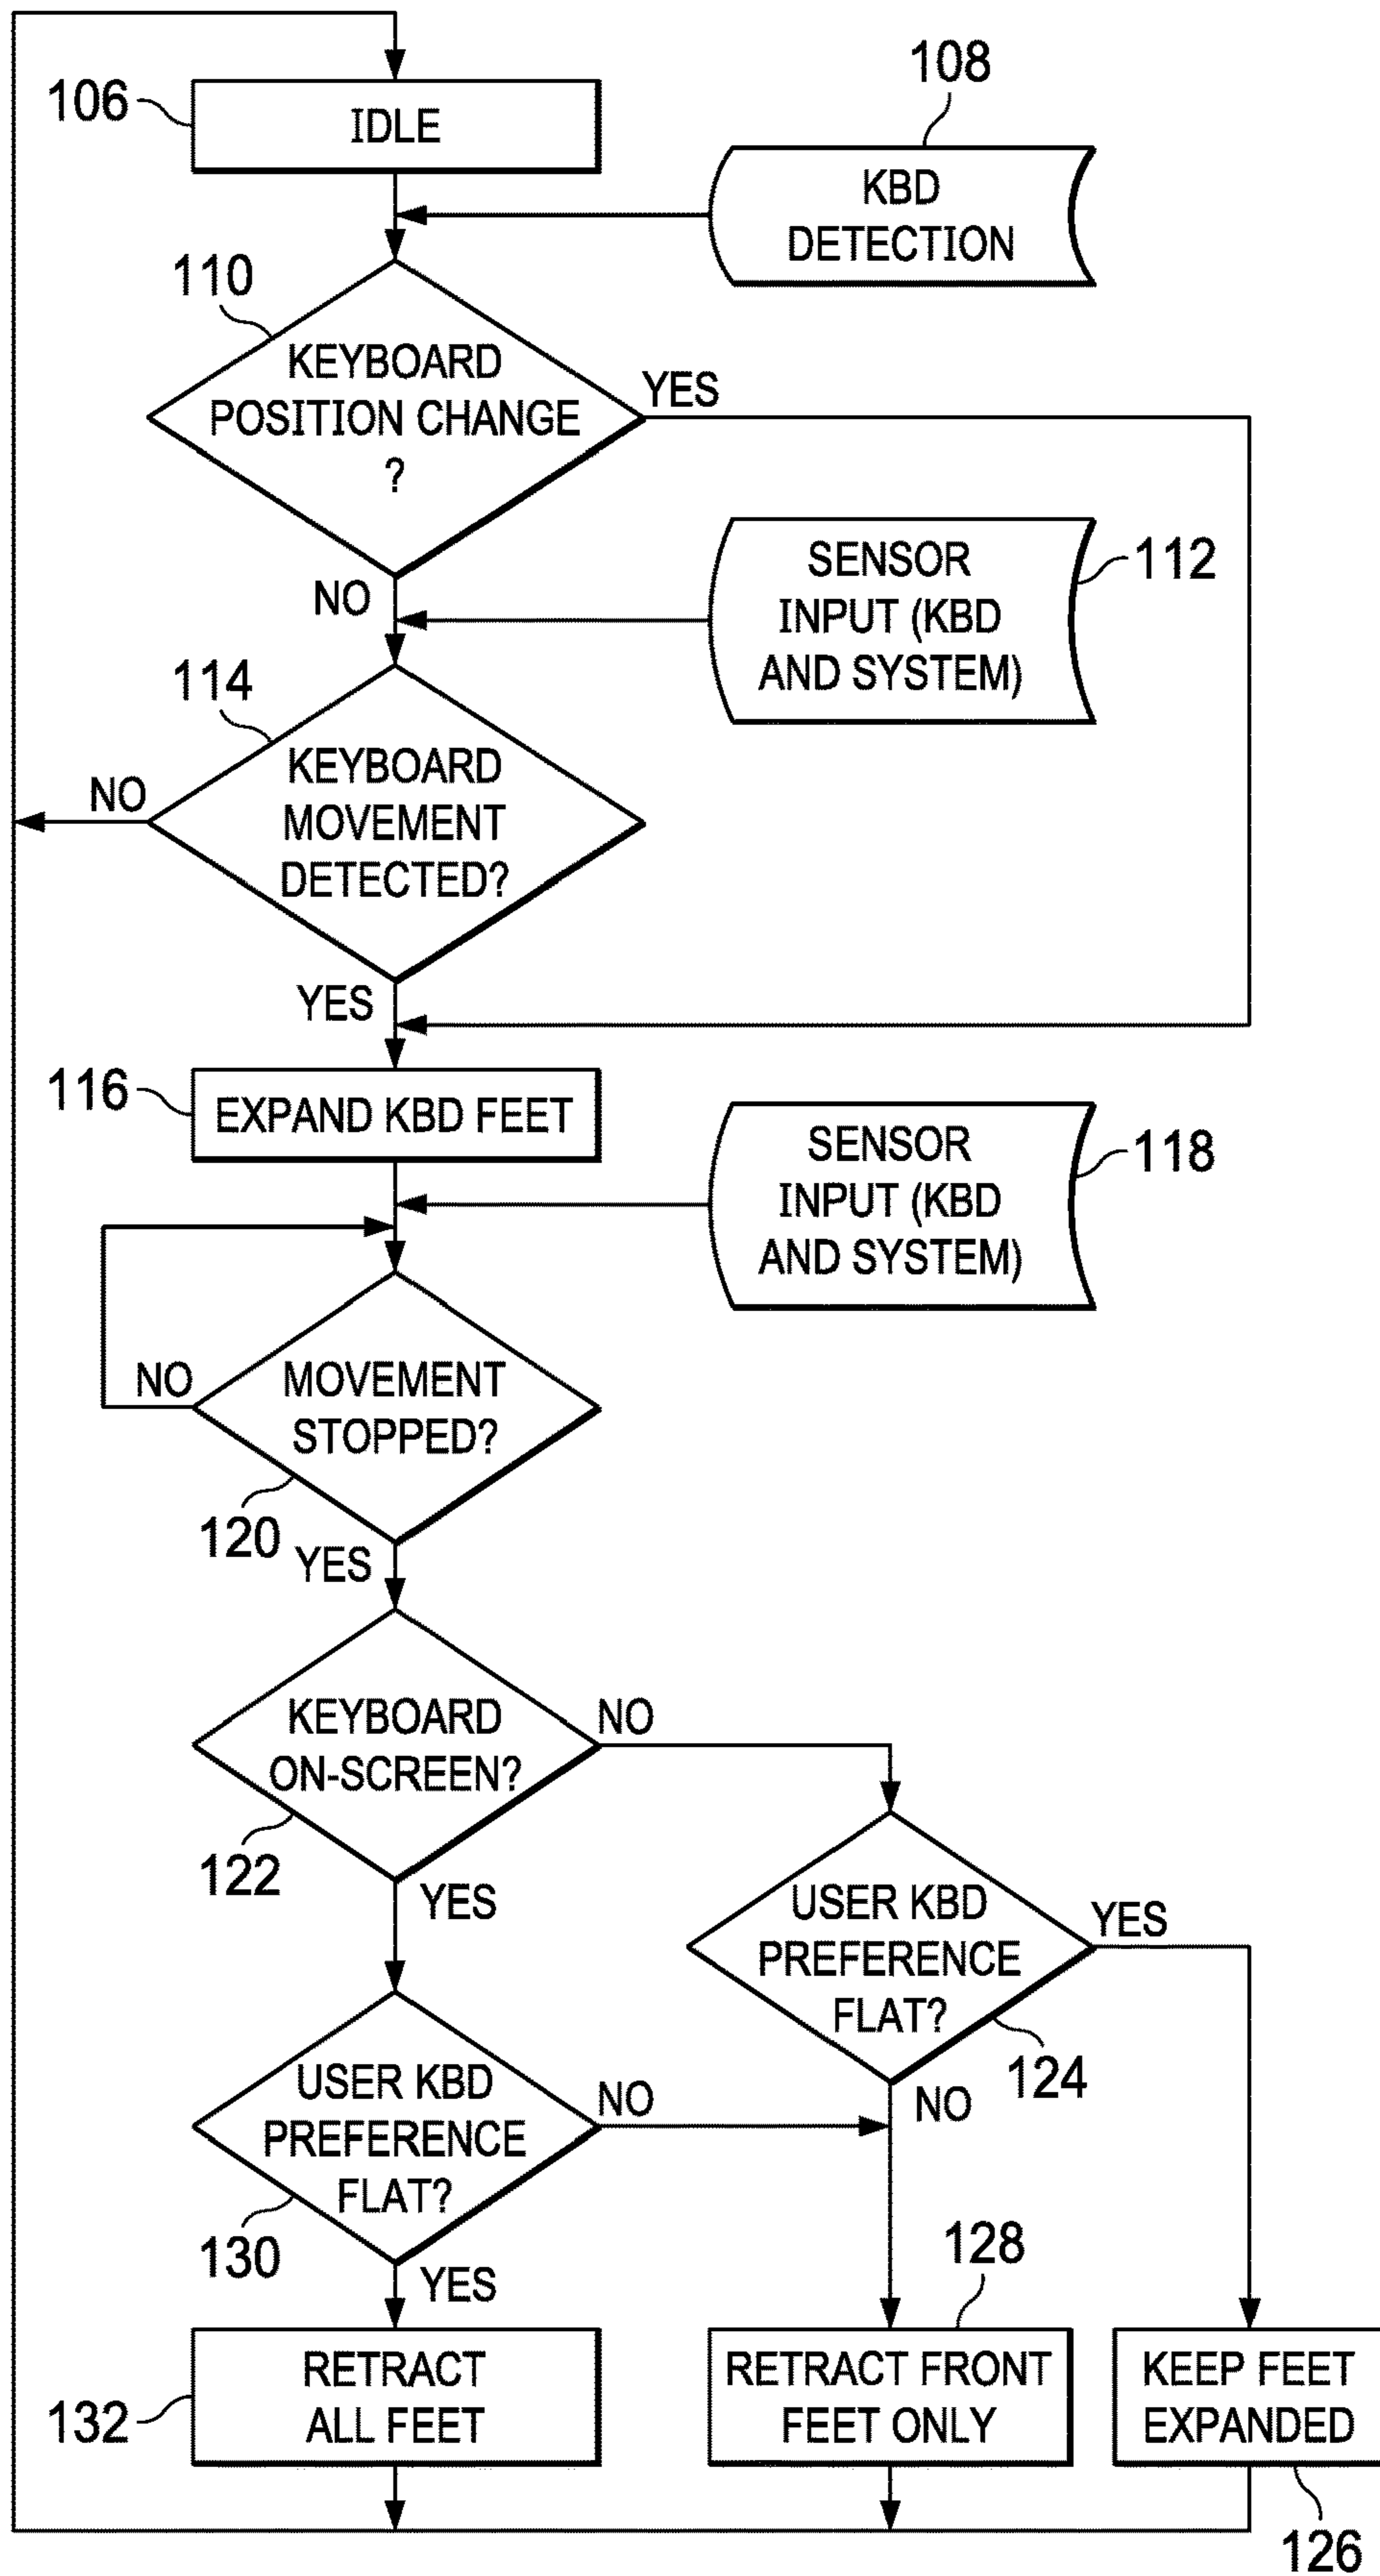 106
IDLE
108
KBD
DETECTION
110
KEYBOARD
POSITION CHANGE
?
YES
NO
SENSOR
INPUT (KBD
AND SYSTEM)
112
114
KEYBOARD
MOVEMENT
DETECTED?
NO
YES
116
EXPAND KBD FEET
SENSOR
INPUT (KBD
AND SYSTEM)
118
MOVEMENT
STOPPED?
NO
120
YES
KEYBOARD
ON-SCREEN?
NO
122
YES
USER KBD
PREFERENCE
FLAT?
YES
124
NO
USER KBD
PREFERENCE
FLAT?
NO
130
YES
128
132
RETRACT
ALL FEET
RETRACT FRONT
FEET ONLY
KEEP FEET
EXPANDED
126